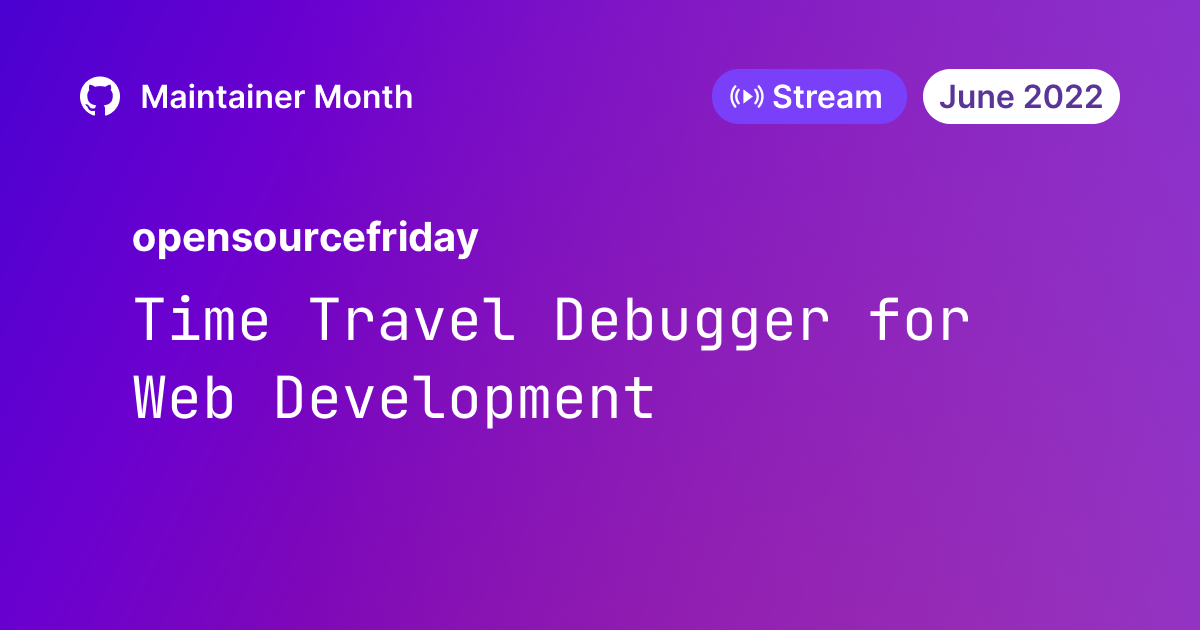 Maintainer Month
Stream
June 2022
opensourcefriday
Time Travel Debugger for
Web Development